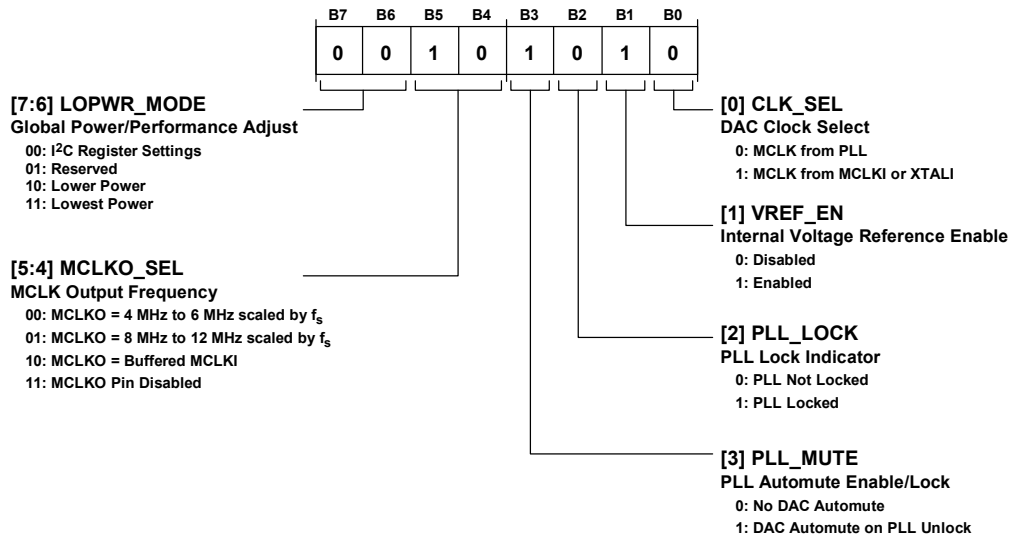 B7 B6 B5 B4 B3 B2 B1 B0
0 0 1 0 1 0 1 0
[7:6] LOPWR_MODE
Global Power/Performance Adjust
00: I2C Register Settings
01: Reserved
10: Lower Power
11: Lowest Power
[5:4] MCLKO_SEL
MCLK Output Frequency
00: MCLKO = 4 MHz to 6 MHz scaled by fs
01: MCLKO = 8 MHz to 12 MHz scaled by fs
10: MCLKO = Buffered MCLKI
11: MCLKO Pin Disabled
[0] CLK_SEL
DAC Clock Select
0: MCLK from PLL
1: MCLK from MCLKI or XTALI
[1] VREF_EN
Internal Voltage Reference Enable
0: Disabled
1: Enabled
[2] PLL_LOCK
PLL Lock Indicator
0: PLL Not Locked
1: PLL Locked
[3] PLL_MUTE
PLL Automute Enable/Lock
0: No DAC Automute
1: DAC Automute on PLL Unlock